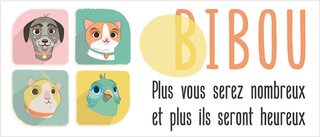 BIBOU
Plus vous serez nombreux
et plus ils seront heureux